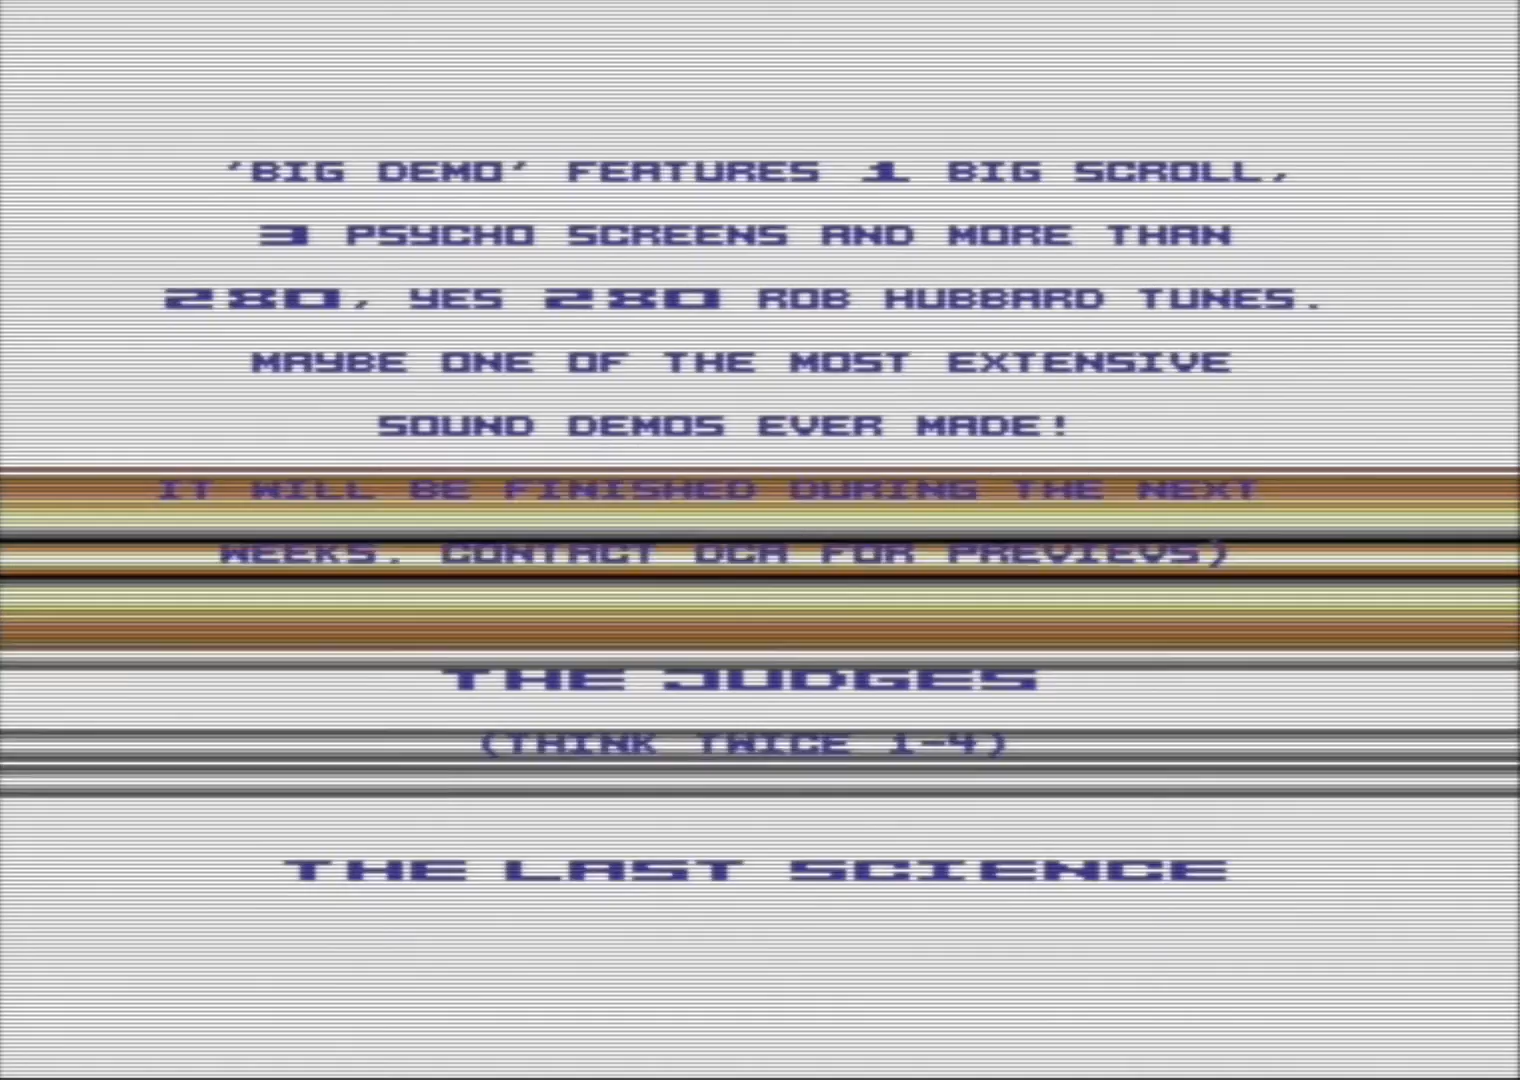 'BIG DEMO' FEATURES 1 BIG SCROLL,
3 PSYCHO SCREENS AND MORE THAN
280, YES 280 ROB HUBBARD TUNES.
MAYBE ONE OF THE MOST EXTENSIVE
SOUND DEMOS EVER MADE!
IT WILL BE FINISHED DURING THE NEXT
WEEKS. CONTACT OCA FOR PREVIEVS)
THE JUDGES
(THINK TWICE 1-4)
THE LAST SCIENCE